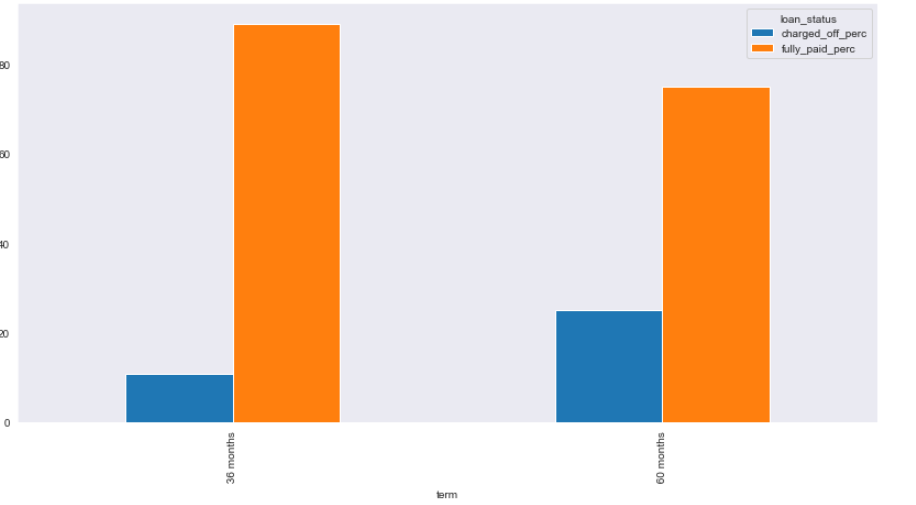 loan_status
charged_off_perc
fully_paid_perc
80
60
40
20
0
36 months
60 months
term